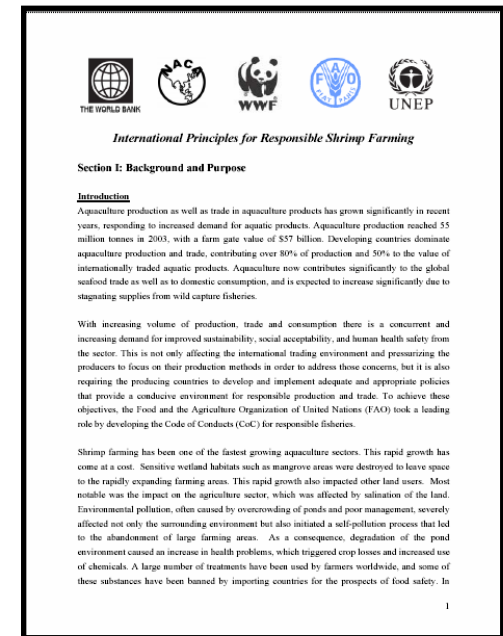 THE WORLD BANK
NACA
WWF
FAO
FIAT PANIS
UNEP
International Principles for Responsible Shrimp Farming
Section I: Background and Purpose
Introduction
Aquaculture production as well as trade in aquaculture products has grown significantly in recent
years, responding to increased demand for aquatic products. Aquaculture production reached 55
million tonnes in 2003, with a farm gate value of $57 billion. Developing countries dominate
aquaculture production and trade, contributing over 80% of production and 50% to the value of
internationally traded aquatic products. Aquaculture now contributes significantly to the global
seafood trade as well as to domestic consumption, and is expected to increase significantly due to
stagnating supplies from wild capture fisheries.
With increasing volume of production, trade and consumption there is a concurrent and
increasing demand for improved sustainability, social acceptability, and human health safety from
the sector. This is not only affecting the international trading environment and pressurizing the
producers to focus on their production methods in order to address those concerns, but it is also
requiring the producing countries to develop and implement adequate and appropriate policies
that provide a conducive environment for responsible production and trade. To achieve these
objectives, the Food and the Agriculture Organization of United Nations (FAO) took a leading
role by developing the Code of Conducts (CoC) for responsible fisheries.
Shrimp farming has been one of the fastest growing aquaculture sectors. This rapid growth has
come at a cost. Sensitive wetland habitats such as mangrove areas were destroyed to leave space
to the rapidly expanding farming areas. This rapid growth also impacted other land users. Most
notable was the impact on the agriculture sector, which was affected by salination of the land.
Environmental pollution, often caused by overcrowding of ponds and poor management, severely
affected not only the surrounding environment but also initiated a self-pollution process that led
to the abandonment of large farming areas. As a consequence, degradation of the pond
environment caused an increase in health problems, which triggered crop losses and increased use
of chemicals. A large number of treatments have been used by farmers worldwide, and some of
these substances have been banned by importing countries for the prospects of food safety. In
1